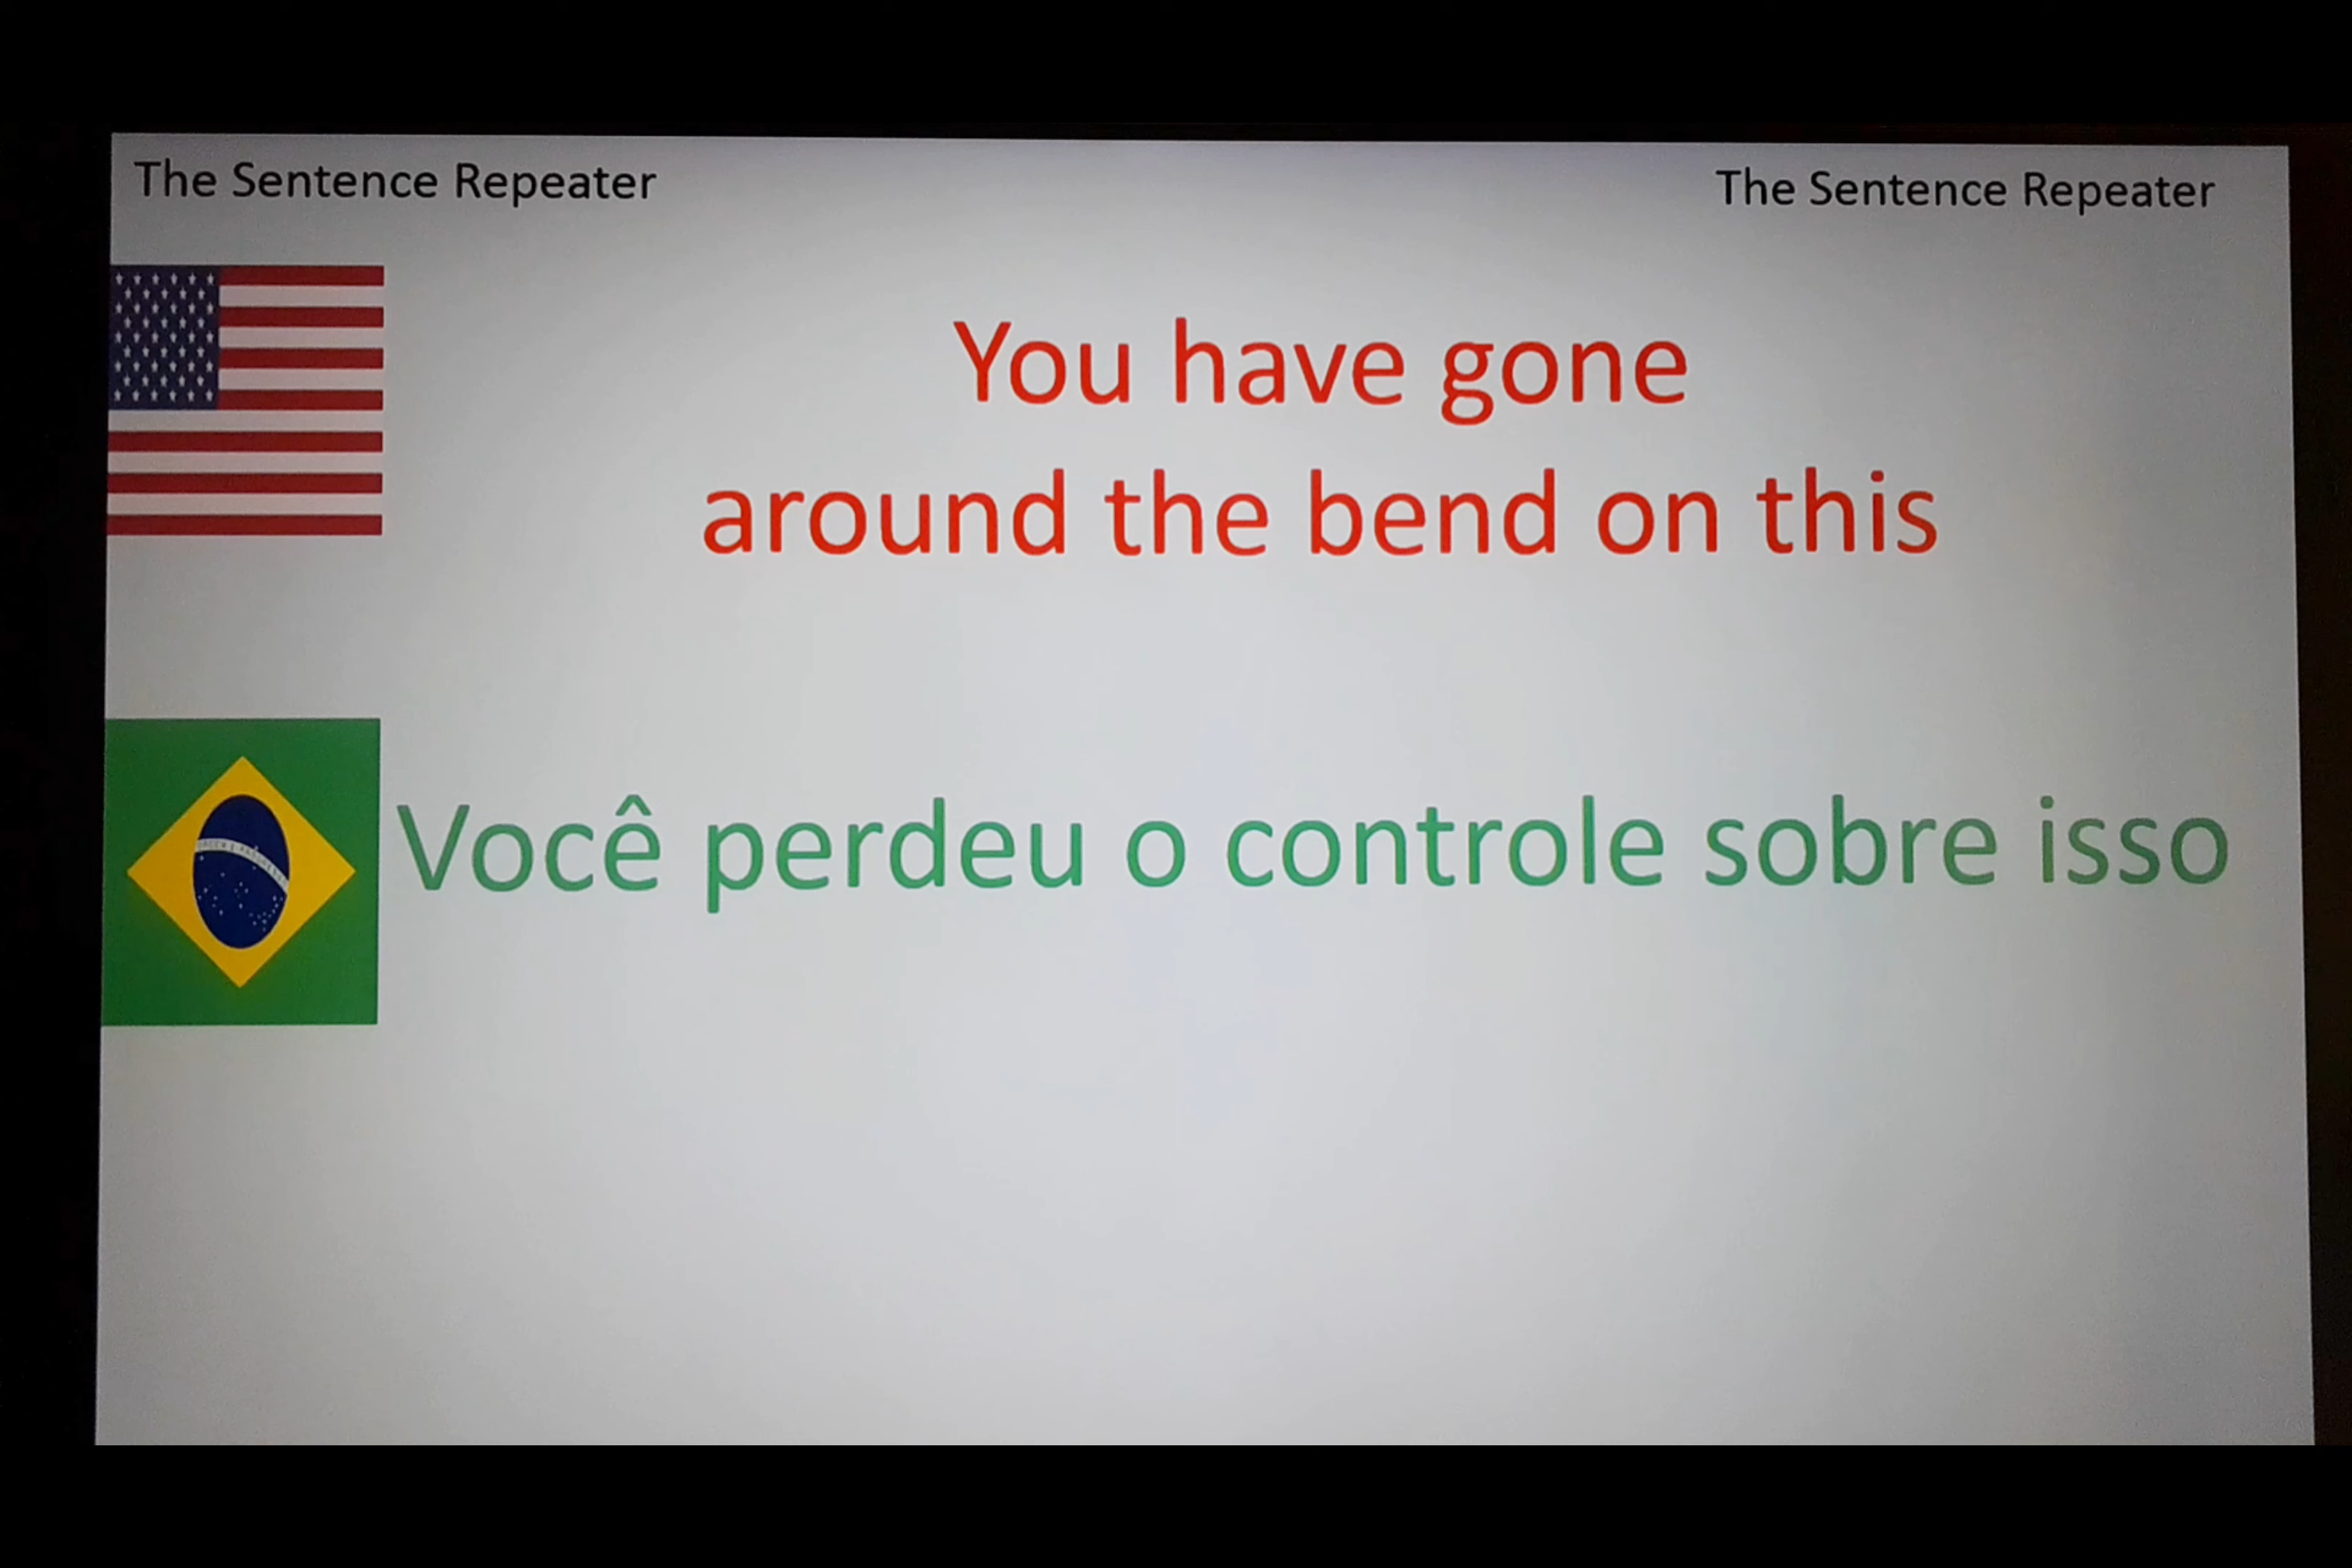 The Sentence Repeater
The Sentence Repeater
You have gone
around the bend on this
Você perdeu o controle sobre isso